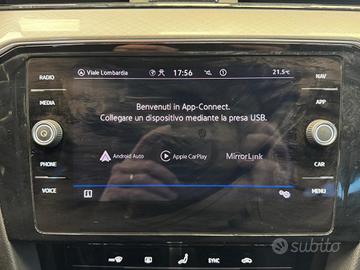 RADIO
MEDIA
PHONE
VOICE
Viale Lombardia
17:56
21.5°C
Benvenuti in App-Connect.
Collegare un dispositivo mediante la presa USB.
Android Auto
Apple CarPlay
MirrorLink
NAV
APP
CAR
MENU
SYNC
subito